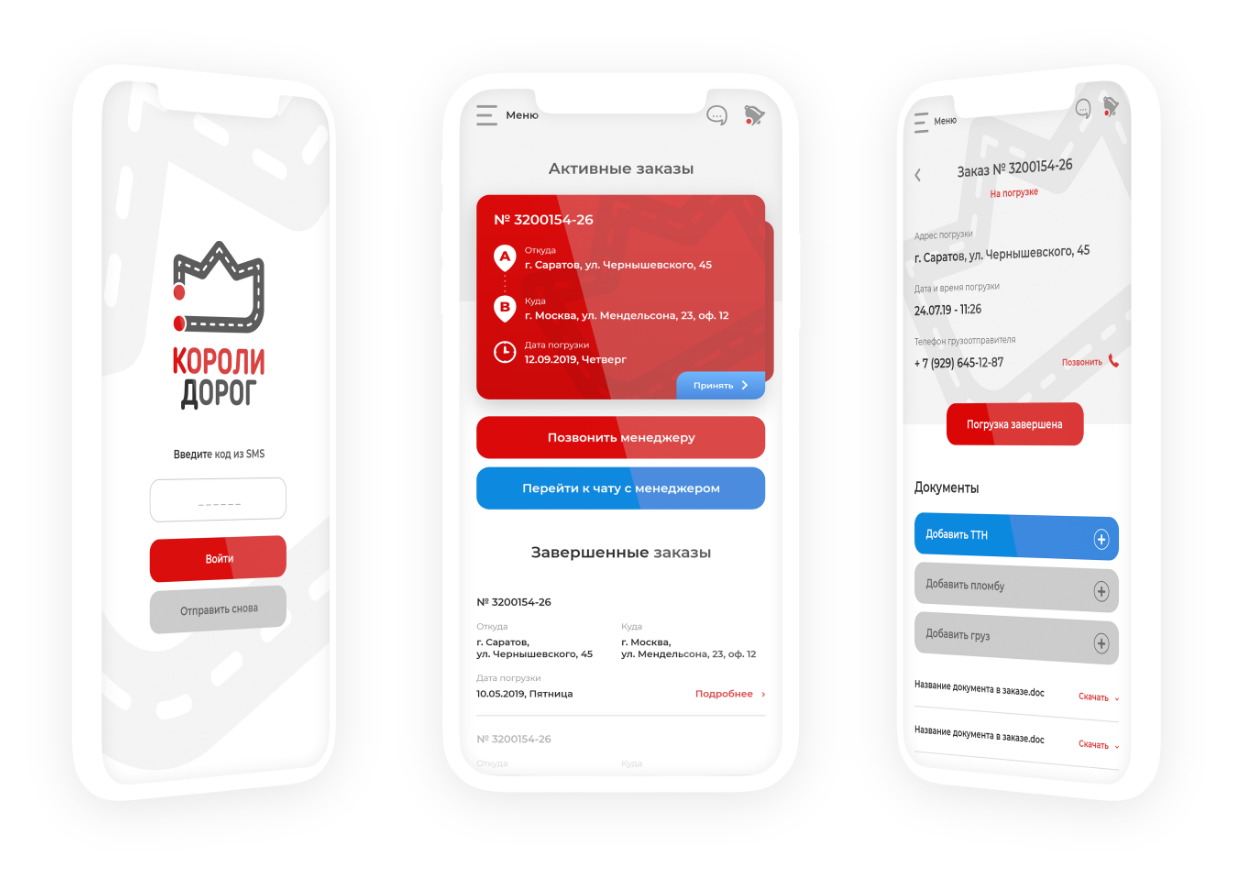 КОРОЛИ
ДОРОГ
Введите код из SMS
_ _ _ _ _ _
Войти
Отправить снова
Меню
Активные заказы
№ 3200154-26
A
Откуда
г. Саратов, ул. Чернышевского, 45
B
Куда
г. Москва, ул. Мендельсона, 23, оф. 12
Дата погрузки
12.09.2019, Четверг
Принять
Позвонить менеджеру
Перейти к чату с менеджером
Завершенные заказы
№ 3200154-26
Откуда
Куда
г. Саратов,
ул. Чернышевского, 45
г. Москва,
ул. Мендельсона, 23, оф. 12
Дата погрузки
10.05.2019, Пятница
Подробнее
№ 3200154-26
Откуда
Куда
Меню
Заказ № 3200154-26
На погрузке
Адрес погрузки
г. Саратов, ул. Чернышевского, 45
Дата и время погрузки
24.07.19 - 11:26
Телефон грузоотправителя
+ 7 (929) 645-12-87
Позвонить
Погрузка завершена
Документы
Добавить ТТН
Добавить пломбу
Добавить груз
Название документа в заказе.doc
Скачать
Название документа в заказе.doc
Скачать